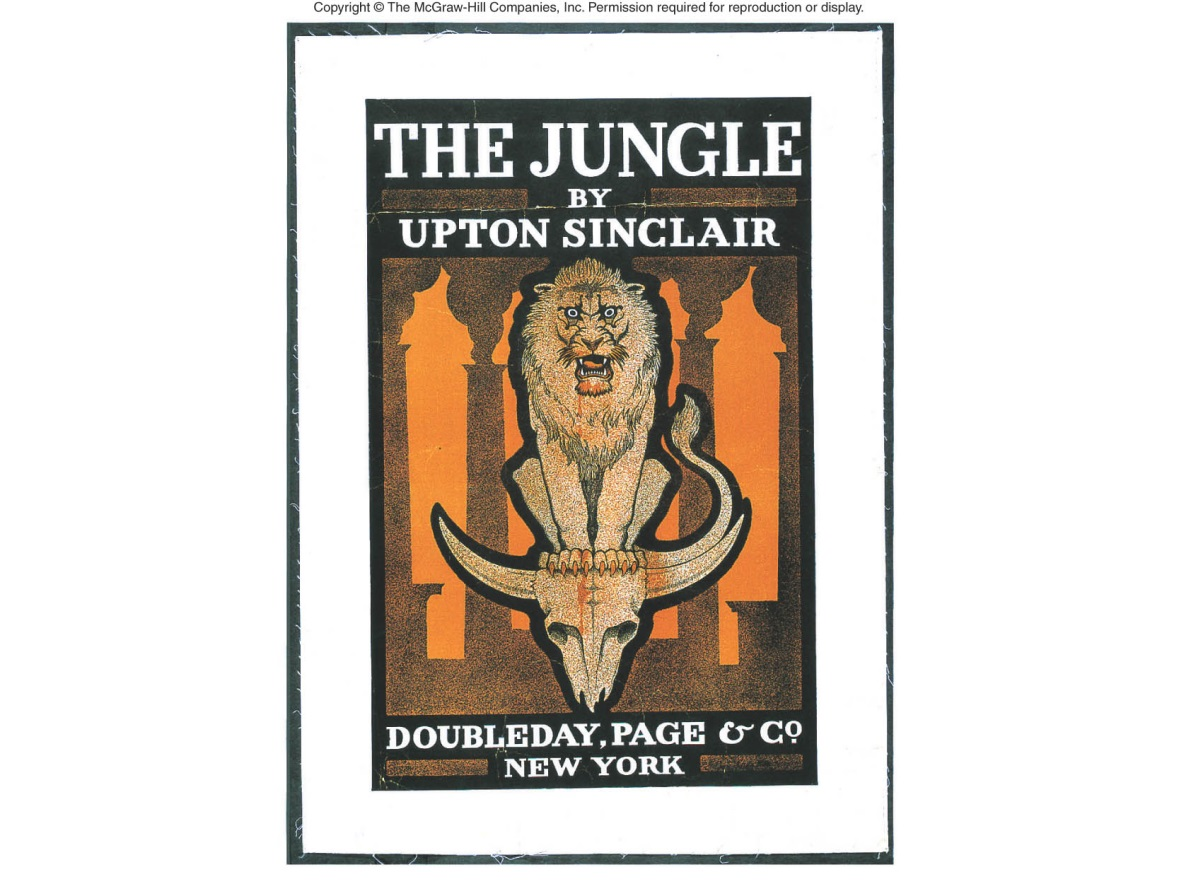 Copyright © The McGraw-Hill Companies, Inc. Permission required for reproduction or display.
THE JUNGLE
BY
UPTON SINCLAIR
DOUBLEDAY, PAGE & Cọ
NEW YORK